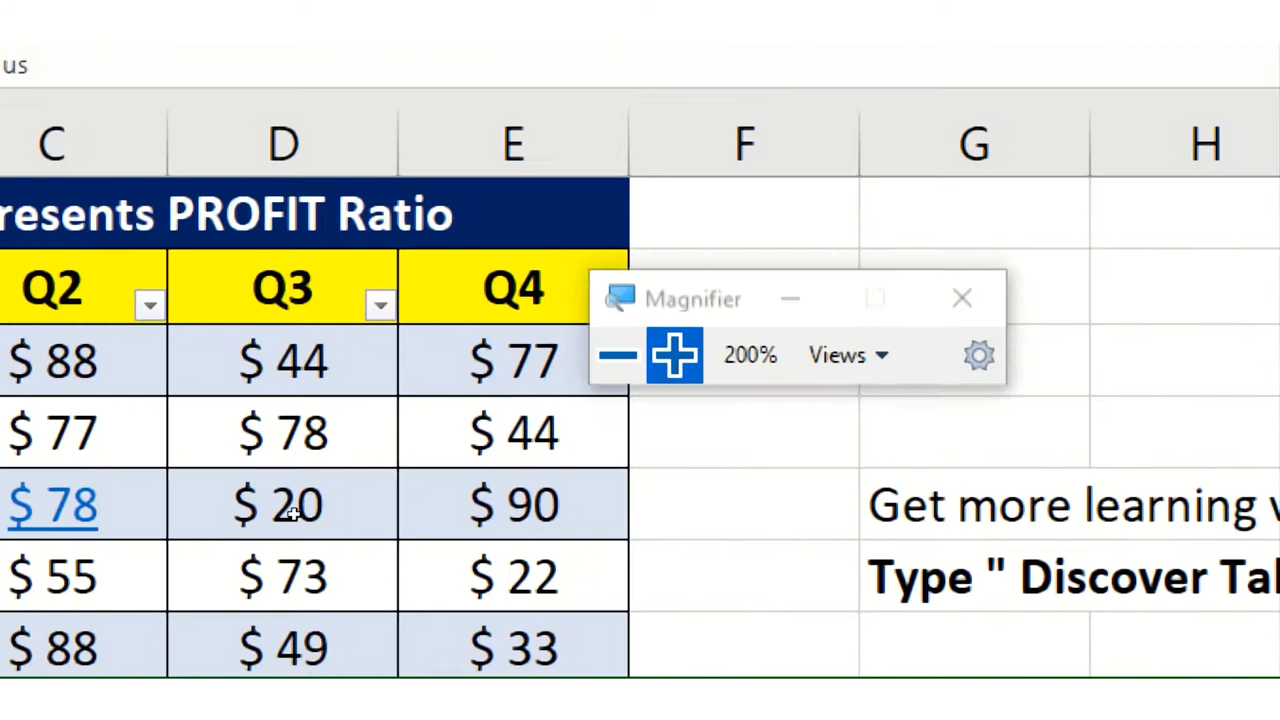 us
C D E F G H
resents PROFIT Ratio
Q2 Q3 Q4
Magnifier
200% Views
$ 88 $ 44 $ 77
$ 77 $ 78 $ 44
$ 78 $ 20 $ 90 Get more learning
$ 55 $ 73 $ 22 Type " Discover Tal
$ 88 $ 49 $ 33